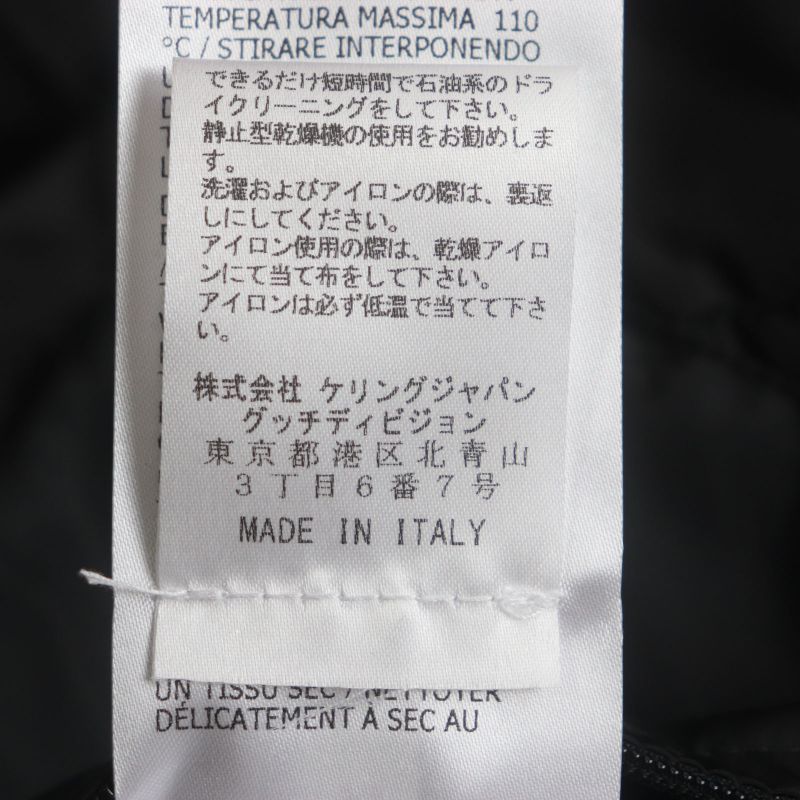 TEMPERATURA MASSIMA 110
°C / STIRARE INTERPONENDO
できるだけ短時間で石油系のドラ
イクリーニングをして下さい。
静止型乾燥機の使用をお勧めしま
す。
洗濯およびアイロンの際は、裏返
しにしてください。
アイロン使用の際は、乾燥アイロ
ンにて当て布をして下さい。
アイロンは必ず低温で当てて下さ
い。
株式会社 ケリングジャパン
グッチディビジョン
東京都港区北青山
3丁目6番7号
MADE IN ITALY
UN TISSU SEC / NETTOYER
DÉLICATEMENT À SEC AU